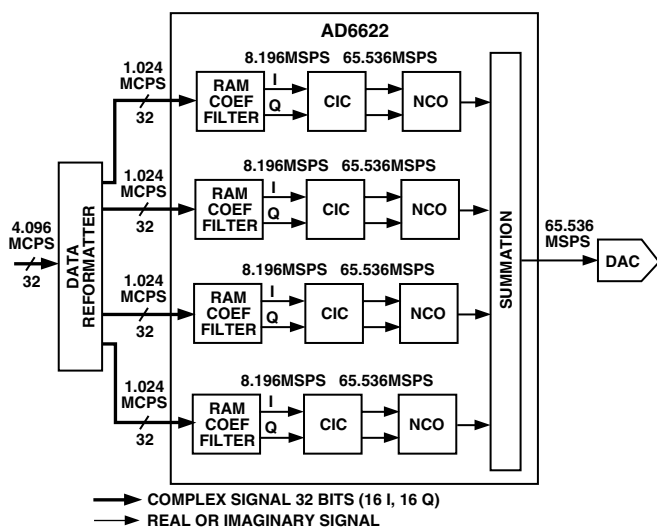 AD6622
1.024
MCPS
32
8.196MSPS 65.536MSPS
RAM
COEF
FILTER
I
Q
CIC
NCO
1.024
MCPS
32
8.196MSPS 65.536MSPS
RAM
COEF
FILTER
I
Q
CIC
NCO
4.096
MCPS
32
DATA
REFORMATTER
1.024
MCPS
32
8.196MSPS 65.536MSPS
RAM
COEF
FILTER
I
Q
CIC
NCO
1.024
MCPS
32
8.196MSPS 65.536MSPS
RAM
COEF
FILTER
I
Q
CIC
NCO
SUMMATION
65.536
MSPS
DAC
COMPLEX SIGNAL 32 BITS (16 I, 16 Q)
REAL OR IMAGINARY SIGNAL